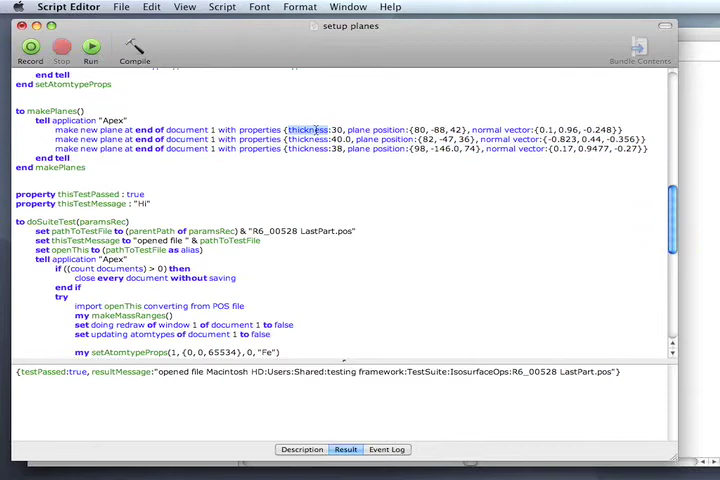 Script Editor File Edit View Script Font Format Window Help
setup planes
Record Stop Run Compile Bundle Contents
end tell
end setAtomtypeProps
to makePlanes()
tell application "Apex"
make new plane at end of document 1 with properties {thickness:30, plane position:{80, -88, 42}, normal vector:{0.1, 0.96, -0.248}}
make new plane at end of document 1 with properties {thickness:40.0, plane position:{82, -47, 36}, normal vector:{-0.823, 0.44, -0.356}}
make new plane at end of document 1 with properties {thickness:38, plane position:{98, -146.0, 74}, normal vector:{0.17, 0.9477, -0.27}}
end tell
end makePlanes
property thisTestPassed : true
property thisTestMessage : "Hi"
to doSuiteTest(paramsRec)
set pathToTestFile to (parentPath of paramsRec) & "R6_00528 LastPart.pos"
set thisTestMessage to "opened file " & pathToTestFile
set openThis to (pathToTestFile as alias)
tell application "Apex"
if ((count documents) > 0) then
close every document without saving
end if
try
import openThis converting from POS file
my makeMassRanges()
set doing redraw of window 1 of document 1 to false
set updating atomtypes of document 1 to false
my setAtomtypeProps(1, {0, 0, 65534}, 0, "Fe")
{testPassed:true, resultMessage:"opened file Macintosh HD:Users:Shared:testing framework:TestSuite:IsosurfaceOps:R6_00528 LastPart.pos"}
Description Result Event Log